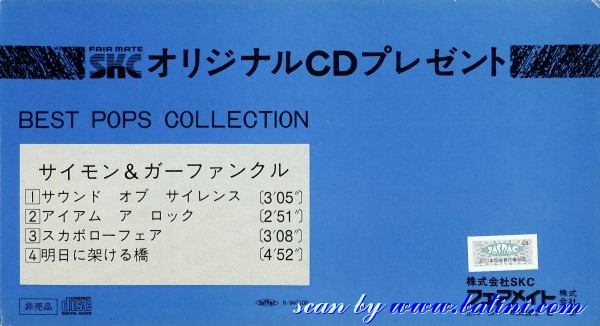 FAIR MATE
SKC オリジナルCDプレゼント
BEST POPS COLLECTION
サイモン&ガーファンクル
1 サウンド オブ サイレンス 〔3′05″〕
2 アイアム ア ロック 〔2′51″〕
3 スカボローフェア 〔3′08″〕
4 明日に架ける橋 〔4′52″〕
JASRAC
株式会社SKC
ファアメイト 株式会社
非売品 COMPACT disc DIGITAL AUDIO
scan by www.batini.com